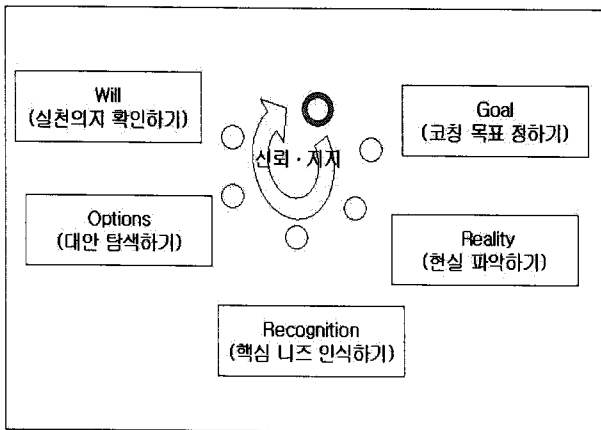 Will
(실천의지 확인하기)
Goal
(코칭 목표 정하기)
신뢰·지지
Options
(대안 탐색하기)
Reality
(현실 파악하기)
Recognition
(핵심 니즈 인식하기)